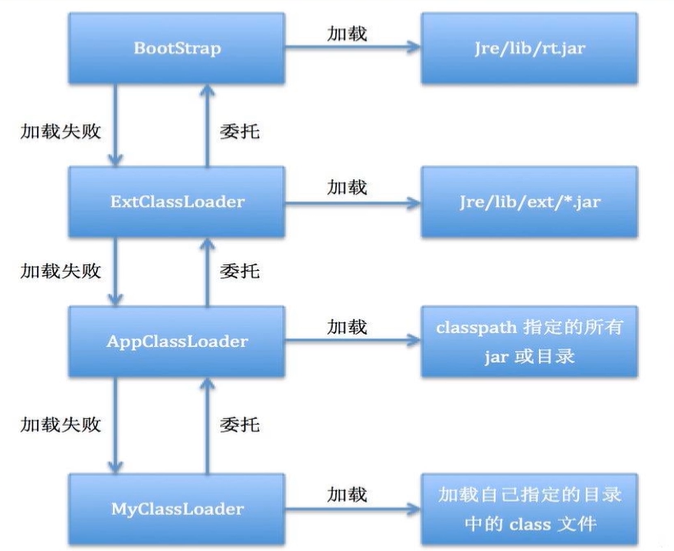 BootStrap
加载
Jre/lib/rt.jar
加载失败
委托
ExtClassLoader
加载
Jre/lib/ext/*.jar
加载失败
委托
AppClassLoader
加载
classpath 指定的所有
jar 或目录
加载失败
委托
MyClassLoader
加载
加载自己指定的目录
中的 class 文件